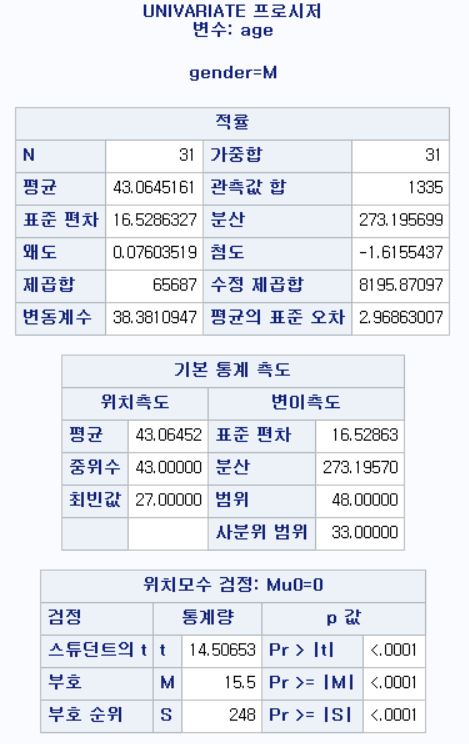 UNIVARIATE 프로시저
변수: age
gender=M
적률
N 31 가중합 31
평균 43.0645161 관측값 합 1335
표준 편차 16.5286327 분산 273.195699
왜도 0.07603519 첨도 -1.6155437
제곱합 65687 수정 제곱합 8195.87097
변동계수 38.3810947 평균의 표준 오차 2.96863007
기본 통계 측도
위치측도 변이측도
평균 43.06452 표준 편차 16.52863
중위수 43.00000 분산 273.19570
최빈값 27.00000 범위 48.00000
사분위 범위 33.00000
위치모수 검정: Mu0=0
검정 통계량 p 값
스튜던트의 t t 14.50653 Pr > |t| <.0001
부호 M 15.5 Pr >= |M| <.0001
부호 순위 S 248 Pr >= |S| <.0001